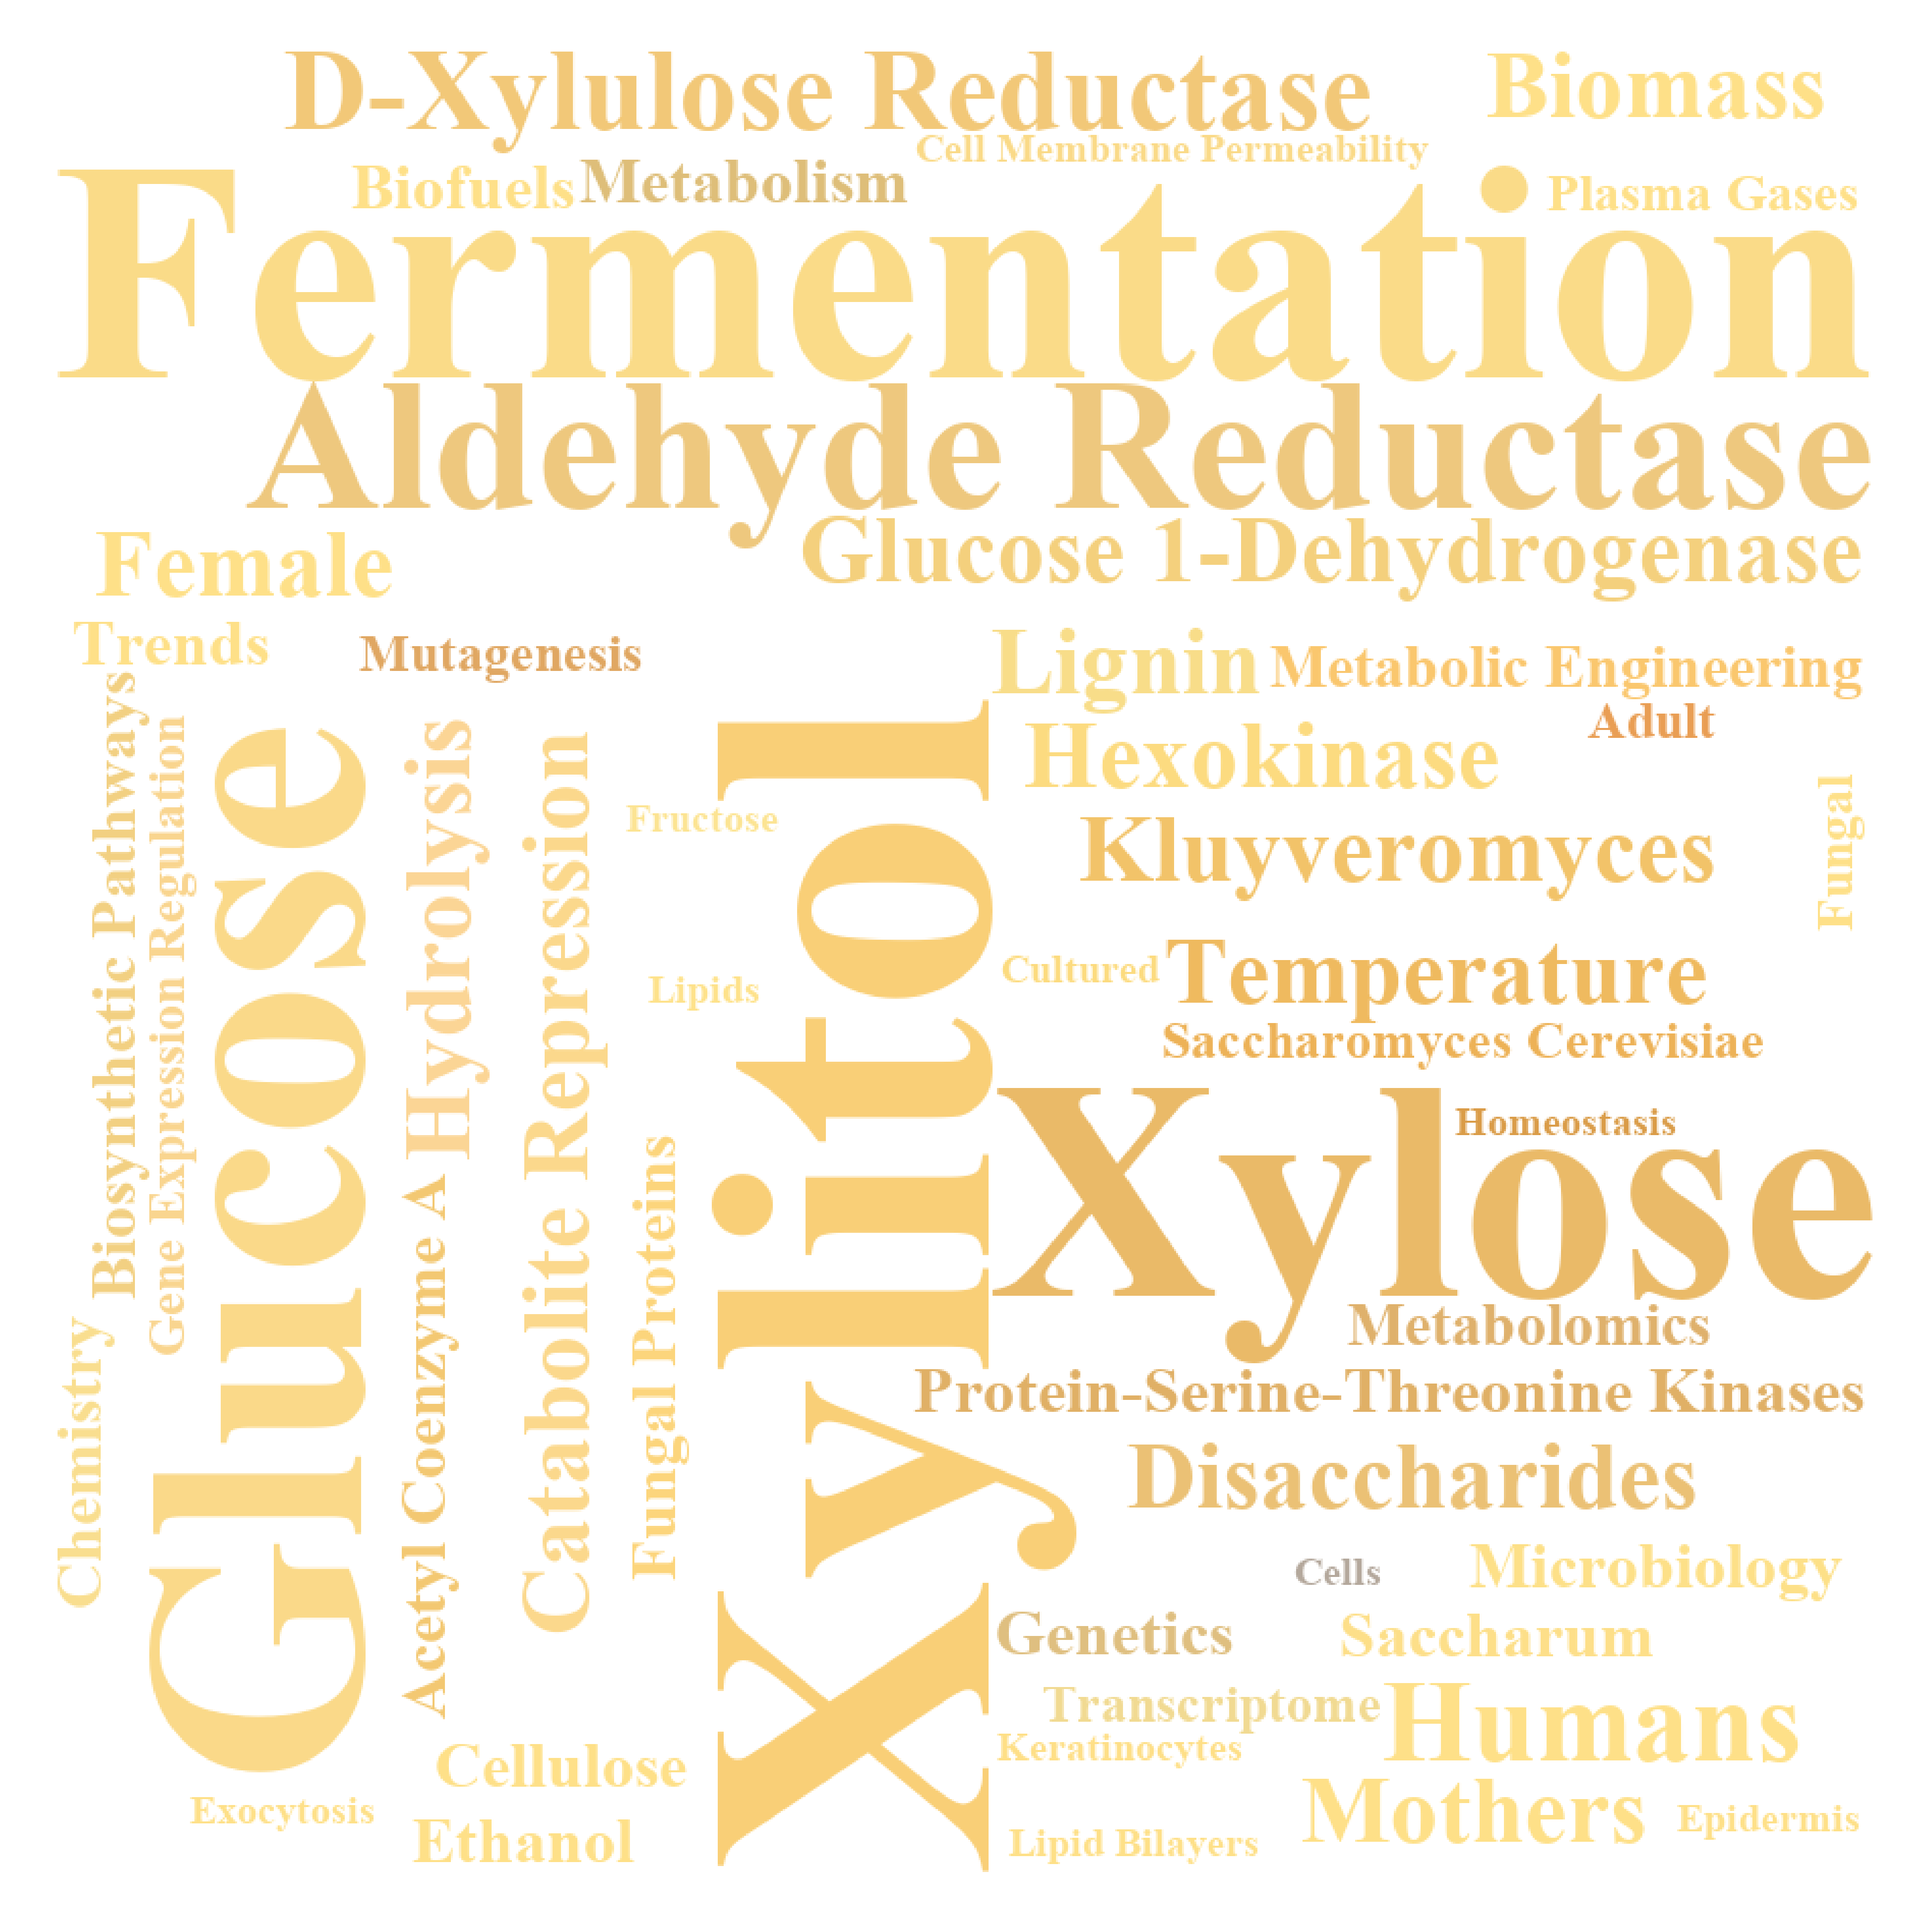 D-Xylulose Reductase
Biomass
Cell Membrane Permeability
Biofuels
Metabolism
Plasma Gases
Fermentation
Aldehyde Reductase
Glucose 1-Dehydrogenase
Female
Trends
Mutagenesis
Lignin
Metabolic Engineering
Adult
Hexokinase
Fructose
Kluyveromyces
Fungal
Lipids
Cultured
Temperature
Saccharomyces Cerevisiae
Biosynthetic Pathways
Gene Expression Regulation
Glucose
Hydrolysis
Catabolite Repression
Xylitol
Xylose
Homeostasis
Acetyl Coenzyme A
Fungal Proteins
Chemistry
Metabolomics
Protein-Serine-Threonine Kinases
Disaccharides
Cells
Microbiology
Genetics
Saccharum
Transcriptome
Humans
Keratinocytes
Cellulose
Exocytosis
Ethanol
Mothers
Epidermis
Lipid Bilayers